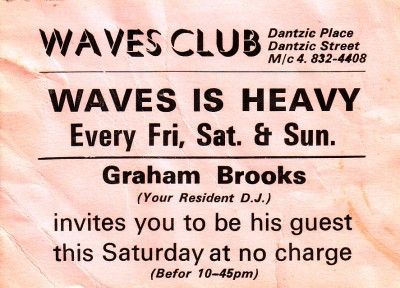 WAVES CLUB Dantzic Place
Dantzic Street
M/c 4. 832-4408
WAVES IS HEAVY
Every Fri, Sat. & Sun.
Graham Brooks
(Your Resident D.J.)
invites you to be his guest
this Saturday at no charge
(Befor 10–45pm)